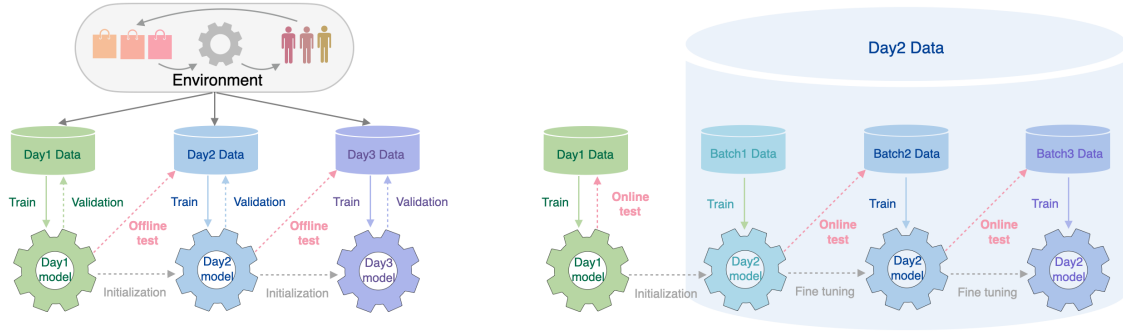 Environment
Day1 Data
Day2 Data
Day3 Data
Train
Validation
Train
Validation
Train
Validation
Offline
test
Offline
test
Day1
model
Day2
model
Day3
model
Initialization
Initialization
Day2 Data
Day1 Data
Batch1 Data
Batch2 Data
Batch3 Data
Train
Online
test
Train
Online
test
Train
Online
test
Train
Day1
model
Day2
model
Day2
model
Day2
model
Initialization
Fine tuning
Fine tuning